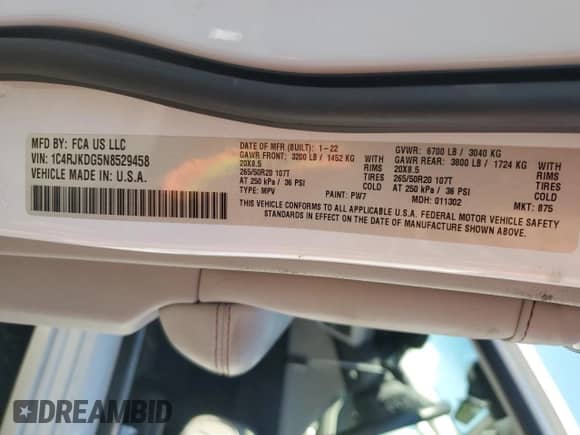 MFD BY: FCA US LLC
VIN: 1C4RJKDG5N8529458
VEHICLE MADE IN: U.S.A.
DATE OF MFR (BUILT): 1-22
GAWR FRONT: 3200 LB / 1452 KG
20X8.5
265/50R20 107T
AT 250 kPa / 36 PSI
TYPE: MPV
PAINT: PW7
WITH
RIMS
TIRES
COLD
GVWR: 6700 LB / 3040 KG
GAWR REAR: 3800 LB / 1724 KG
20X8.5
265/50R20 107T
AT 250 kPa / 36 PSI
MDH: 011302
WITH
RIMS
TIRES
COLD
MKT: 875
THIS VEHICLE CONFORMS TO ALL APPLICABLE U.S.A. FEDERAL MOTOR VEHICLE SAFETY
STANDARDS IN EFFECT ON THE DATE OF MANUFACTURE SHOWN ABOVE.
DREAMBID